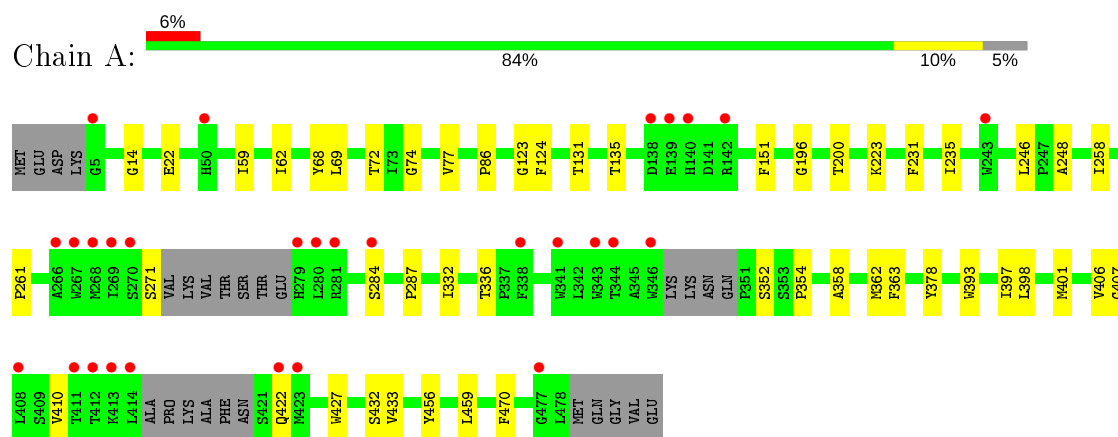 6%
Chain A:
84% 10% 5%
MET GLU ASP LYS G5 G14 E22 H50 I59 I62 Y68 L69 T72 I73 G74 V77 P86 G123 F124 T131 T135 D138 E139 H140 D141 R142 F151 G196 T200 K223 F231 I235 W243 L246 P247 A248 I258
P261 A266 W267 M268 I269 S270 S271 VAL LYS VAL THR SER THR GLU H279 L280 R281 S284 P287 I332 T336 P337 F338 W341 L342 W343 T344 A345 W346 LYS LYS ASN GLN P351 S352 S353 P354 A358 M362 F363 Y378 W393 I397 L398 M401 V406
L408 S409 V410 T411 T412 K413 L414 ALA PRO LYS ALA PHE ASN S421 Q422 M423 W427 S432 V433 Y456 L459 F470 G477 L478 MET GLN GLY VAL GLU